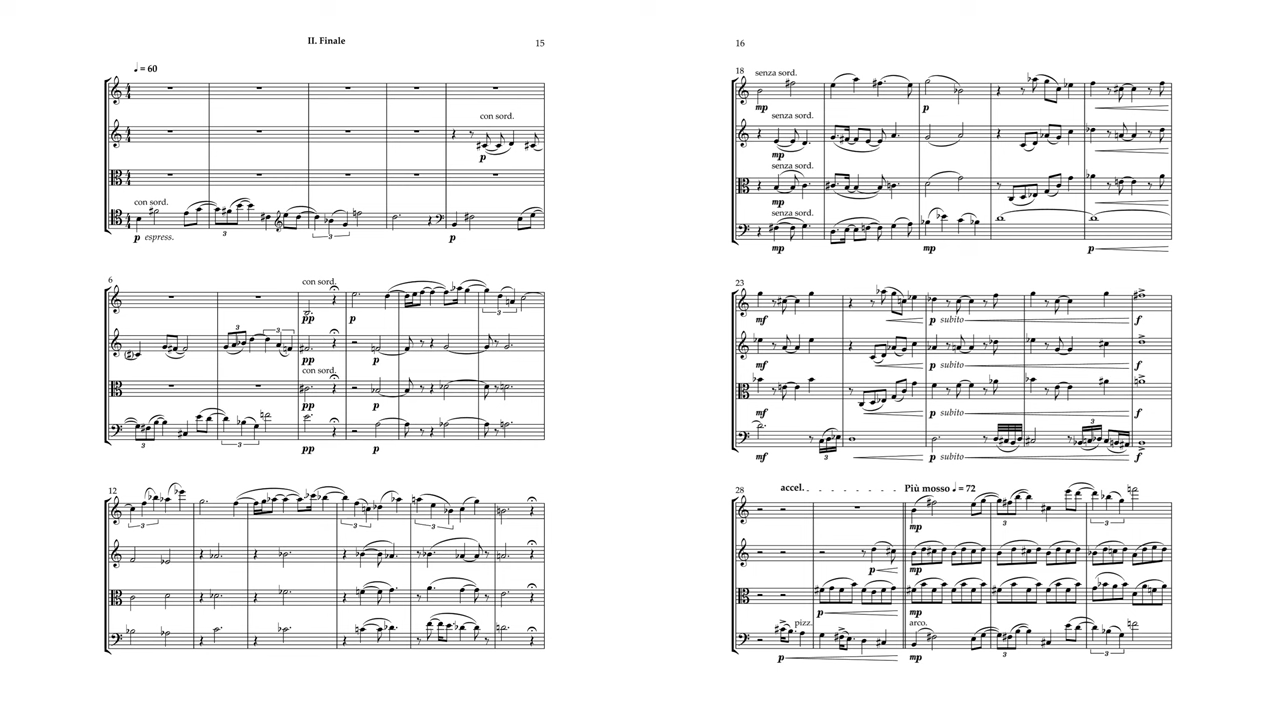 II. Finale
15
♩ = 60
con sord.
con sord.
p
3
3
p espress.
p
6
con sord.
3
3
3
pp
p
pp
p
con sord.
pp
p
3
3
pp
p
12
3
3
3
16
18
senza sord.
mp
p
senza sord.
mp
senza sord.
mp
senza sord.
mp
mp
p
23
mf
p subito
f
mf
p subito
f
mf
p subito
f
3
3
mf
p subito
f
28
accel.
Più mosso ♩ = 72
mp
3
3
p
mp
p
mp
pizz.
arco.
p
mp
3
3